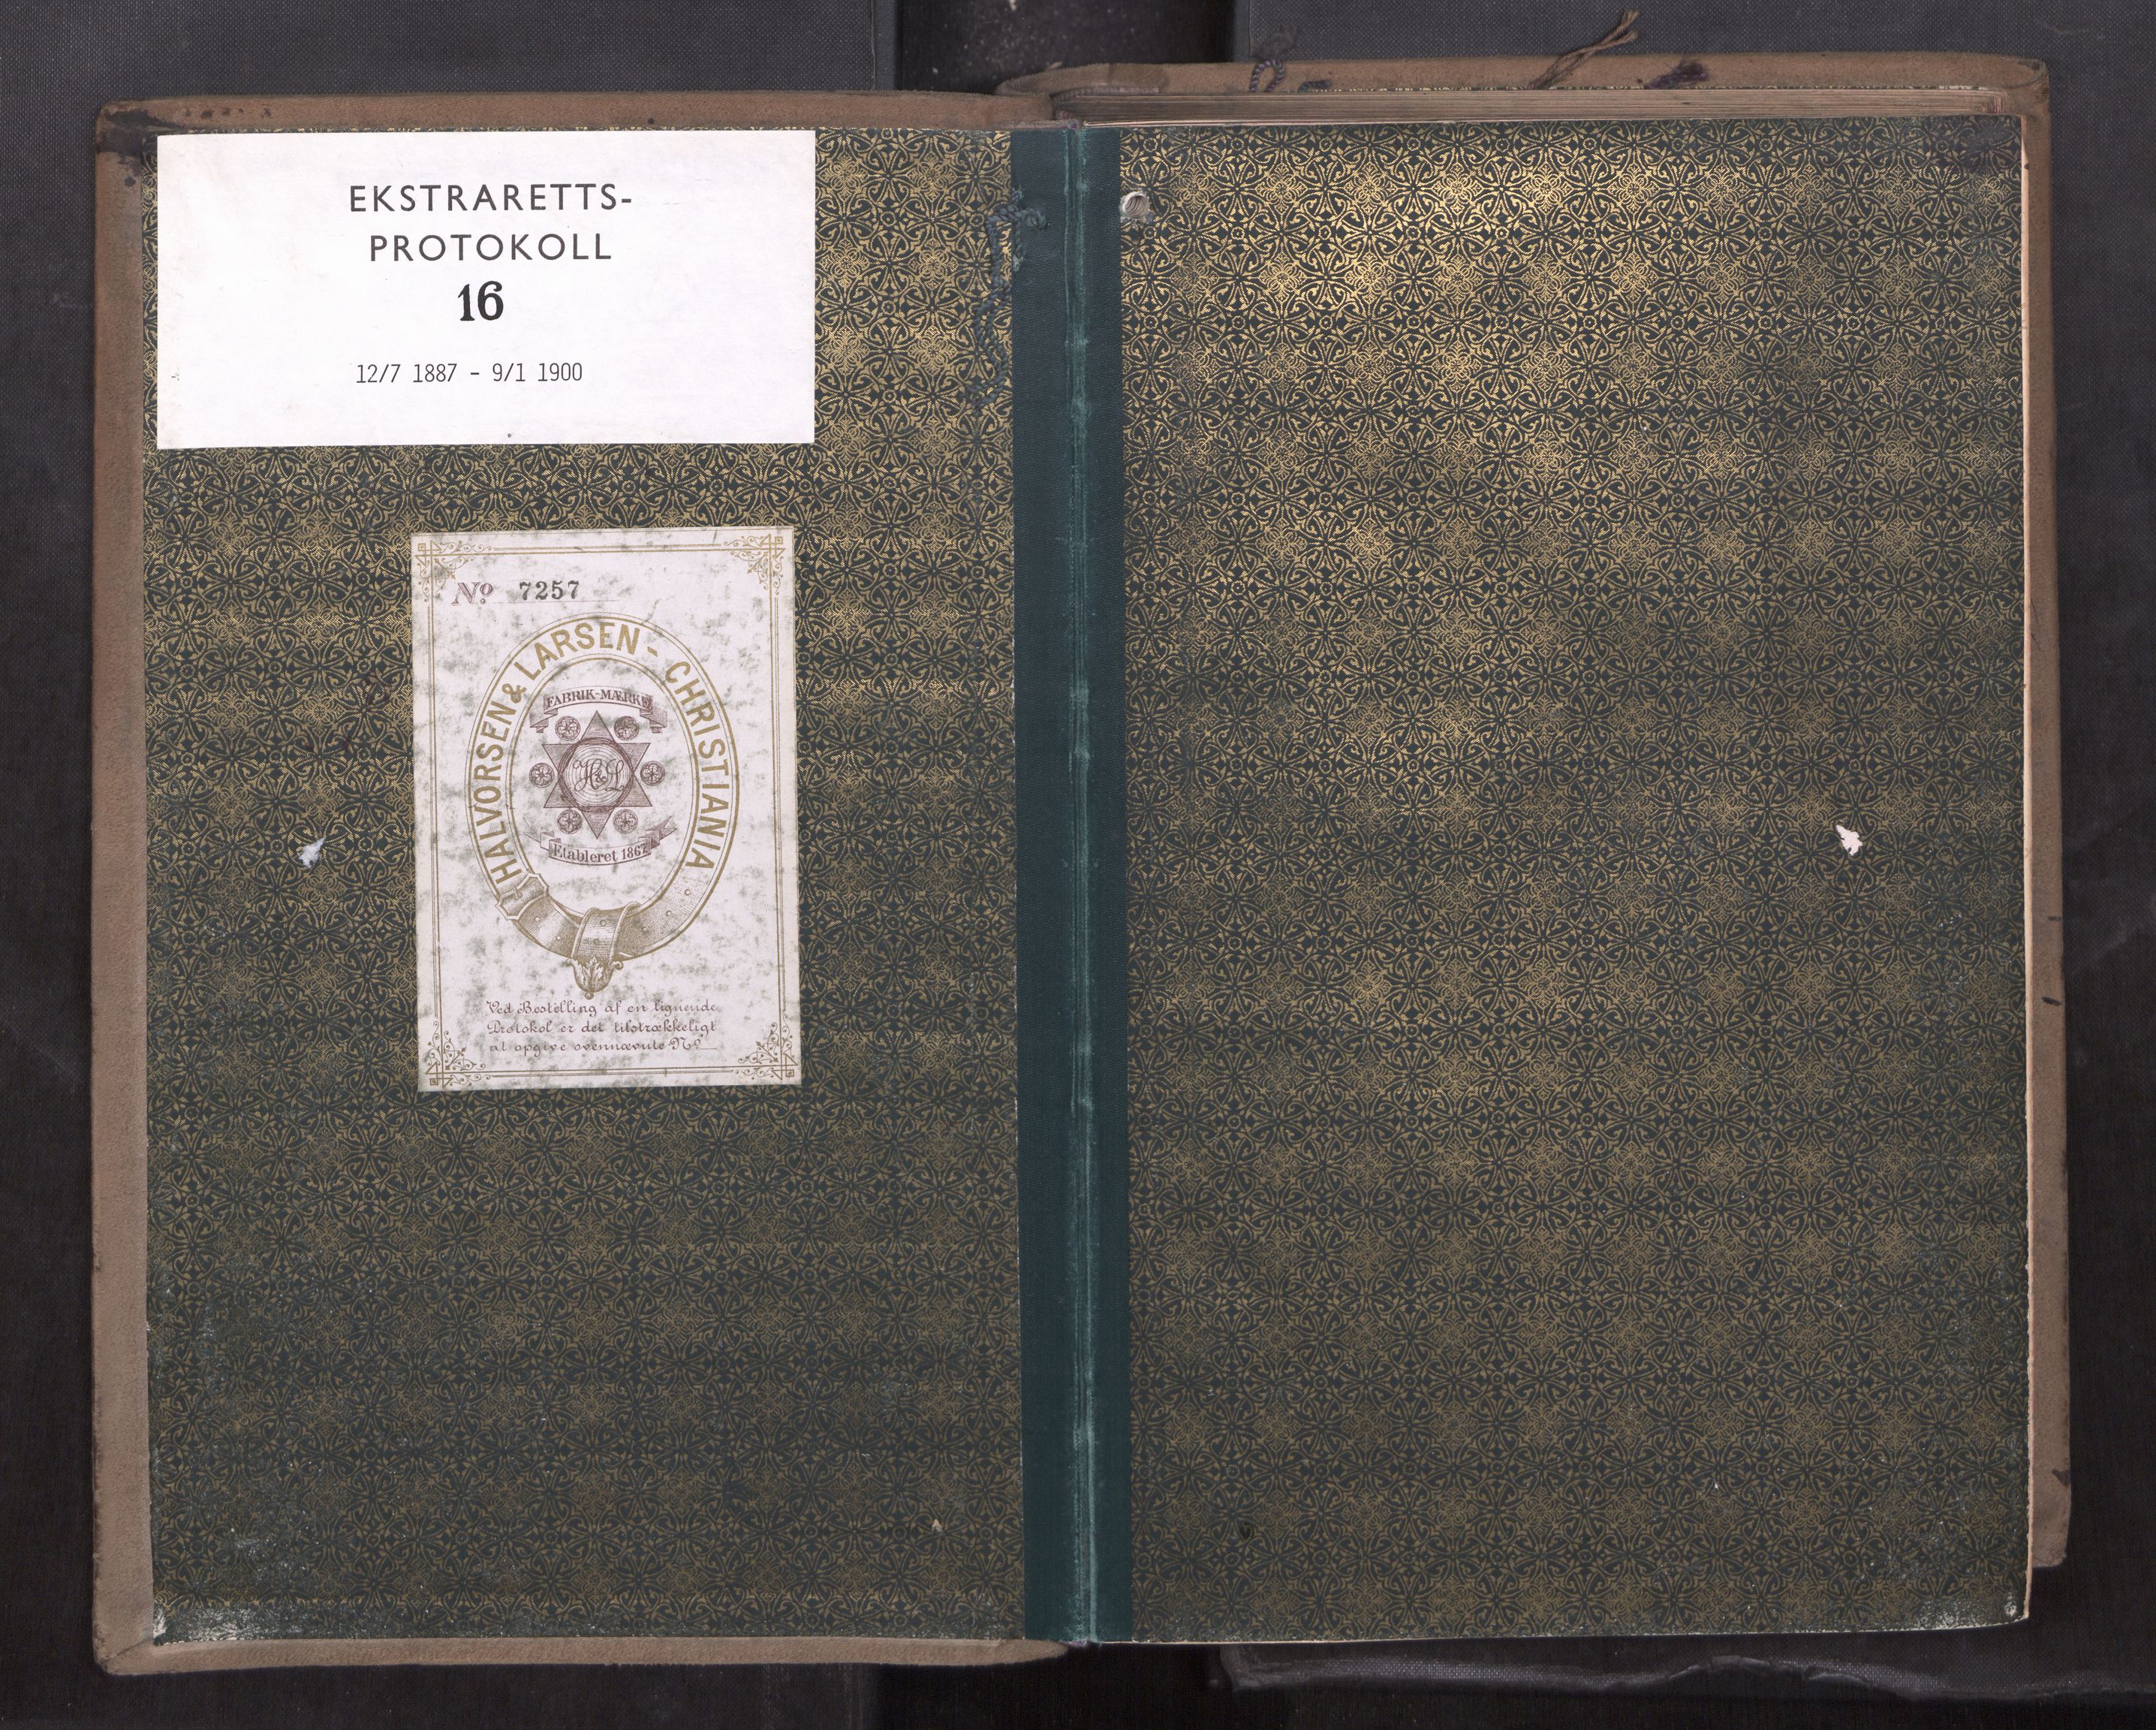 EKSTRARETTS-
PROTOKOLL
16
12/7 1887 - 9/1 1900
No 7257
HALVORSEN & LARSEN - CHRISTIANIA
FABRIK-MÆRKE
H&L
Etableret 1867
Ved Bestilling af en lignende
Protokol er det tilstrækkeligt
at opgive ovennævnte No